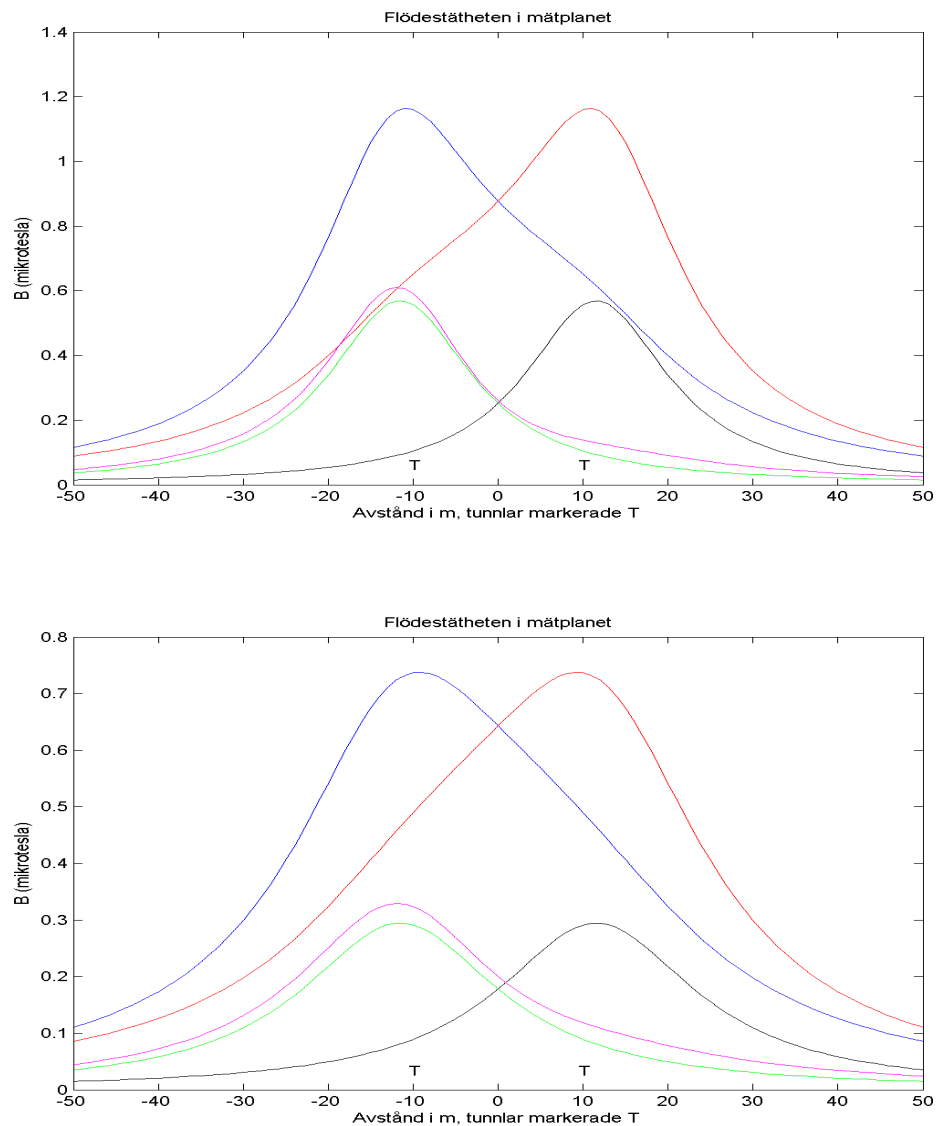 Flödestätheten i mätplanet
1.4
1.2
1
0.8
0.6
0.4
0.2
0
B (mikrotesla)
T T
-50 -40 -30 -20 -10 0 10 20 30 40 50
Avstånd i m, tunnlar markerade T
Flödestätheten i mätplanet
0.8
0.7
0.6
0.5
0.4
0.3
0.2
0.1
0
B (mikrotesla)
T T
-50 -40 -30 -20 -10 0 10 20 30 40 50
Avstånd i m, tunnlar markerade T